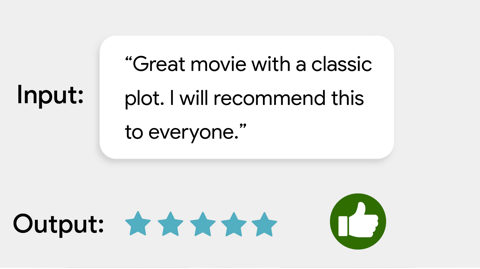 Input:
“Great movie with a classic
plot. I will recommend this
to everyone.”
Output: